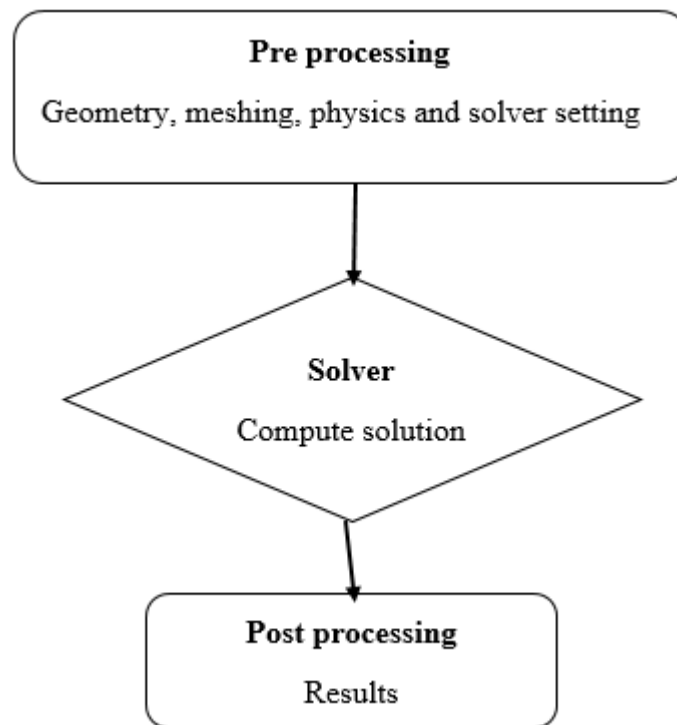 Pre processing
Geometry, meshing, physics and solver setting
Solver
Compute solution
Post processing
Results